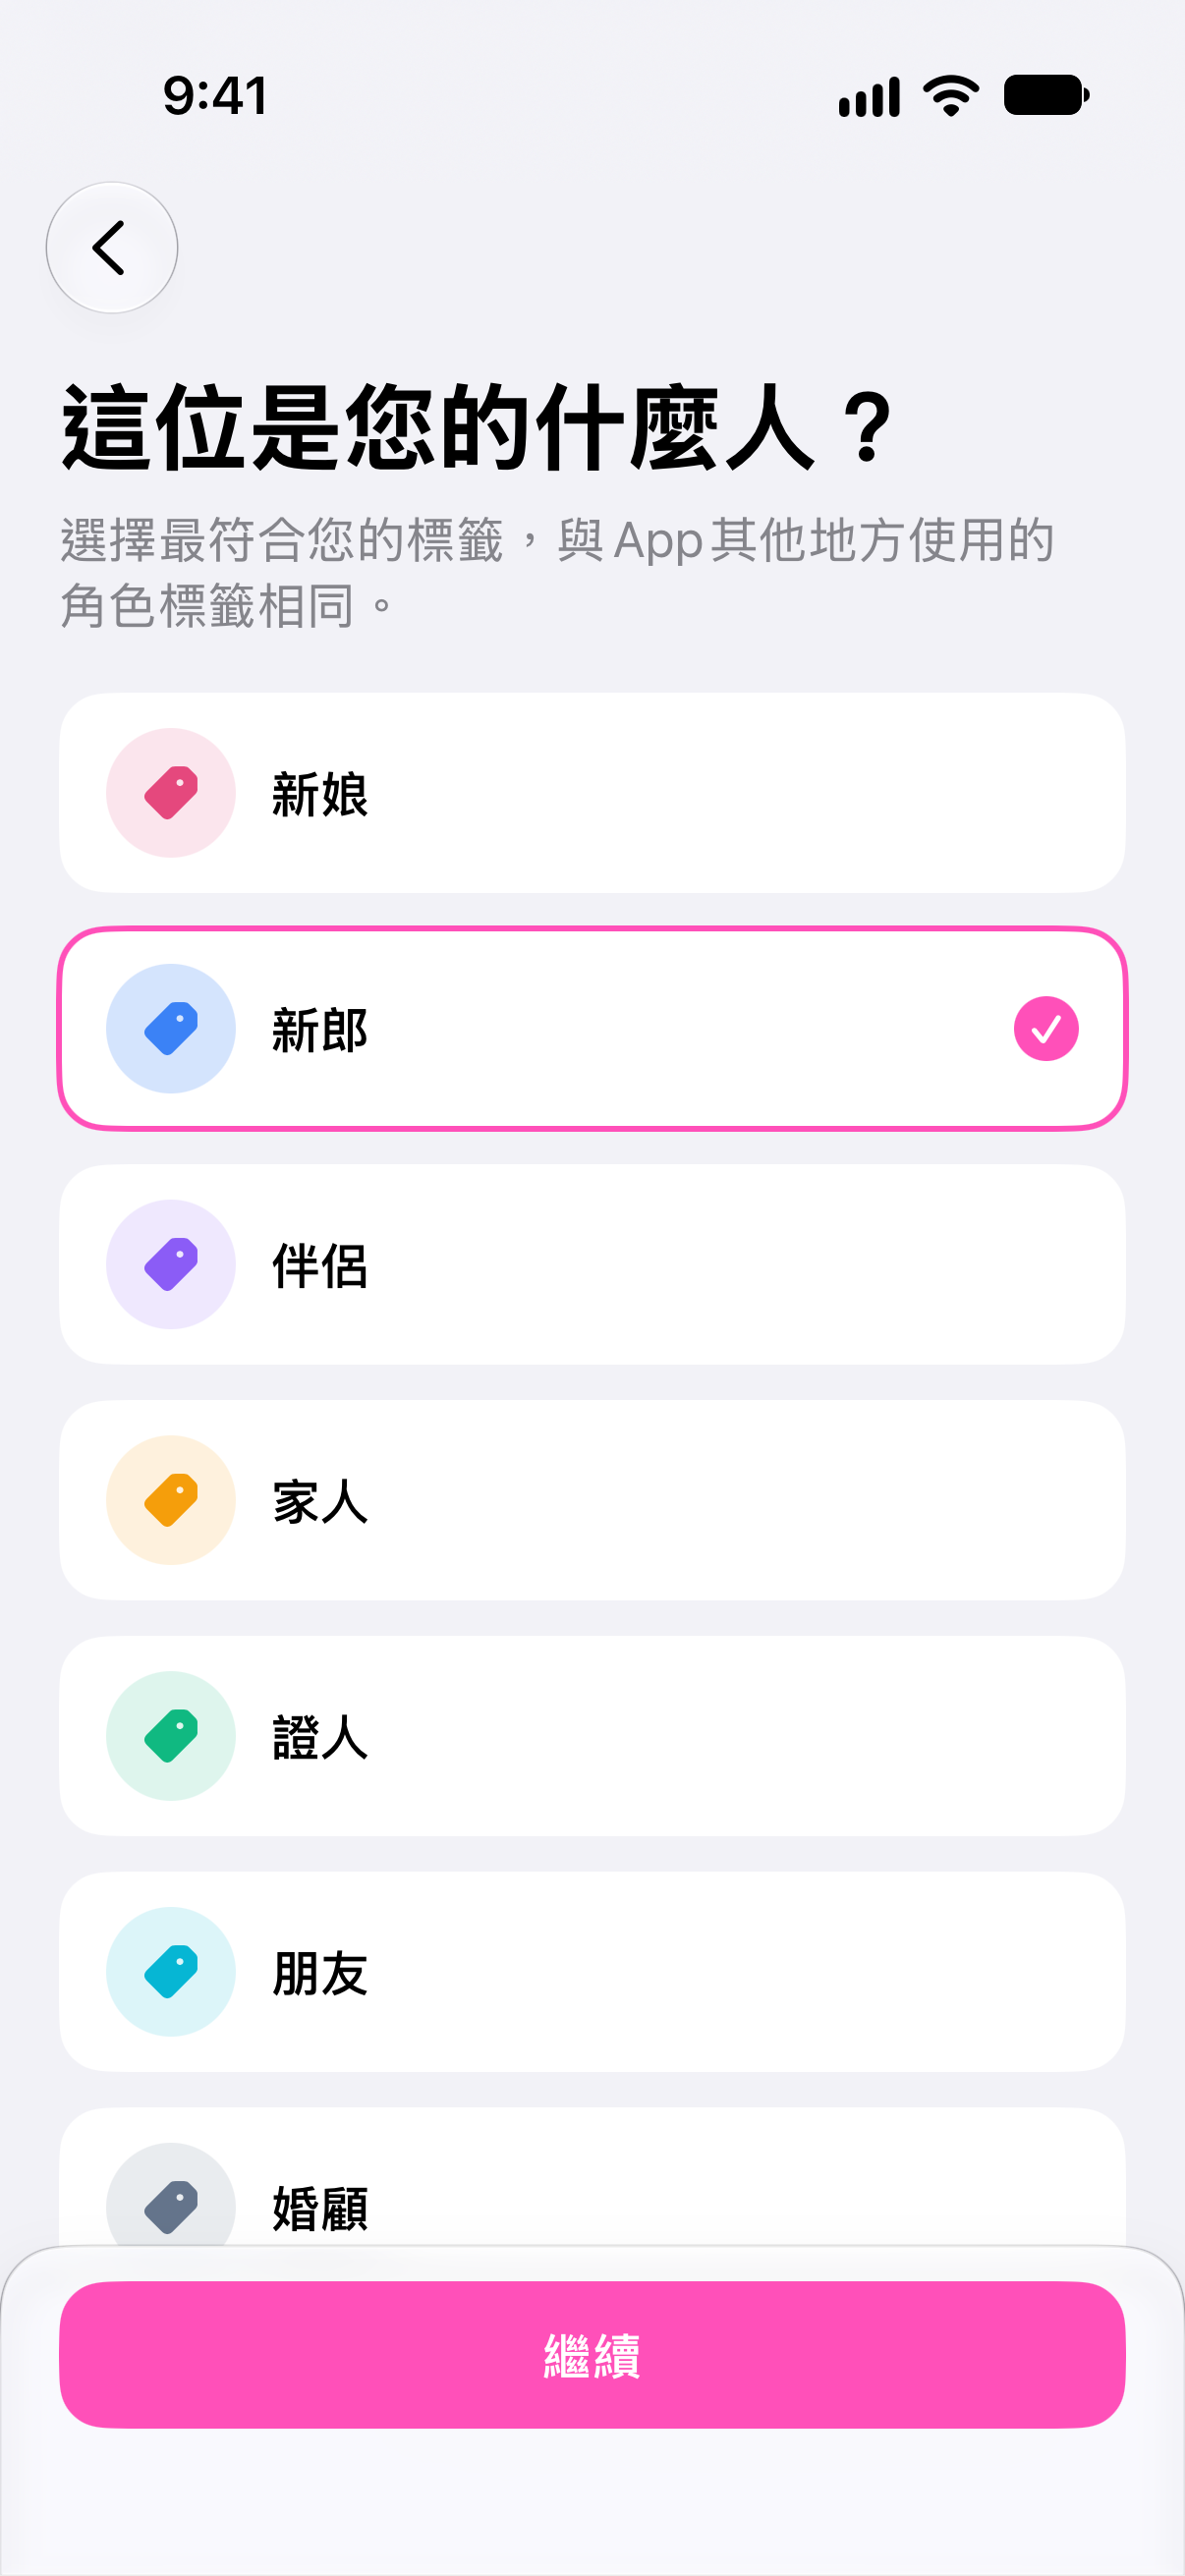 9:41
這位是您的什麼人？
選擇最符合您的標籤，與 App 其他地方使用的
角色標籤相同。
新娘
新郎
伴侶
家人
證人
朋友
婚顧
繼續